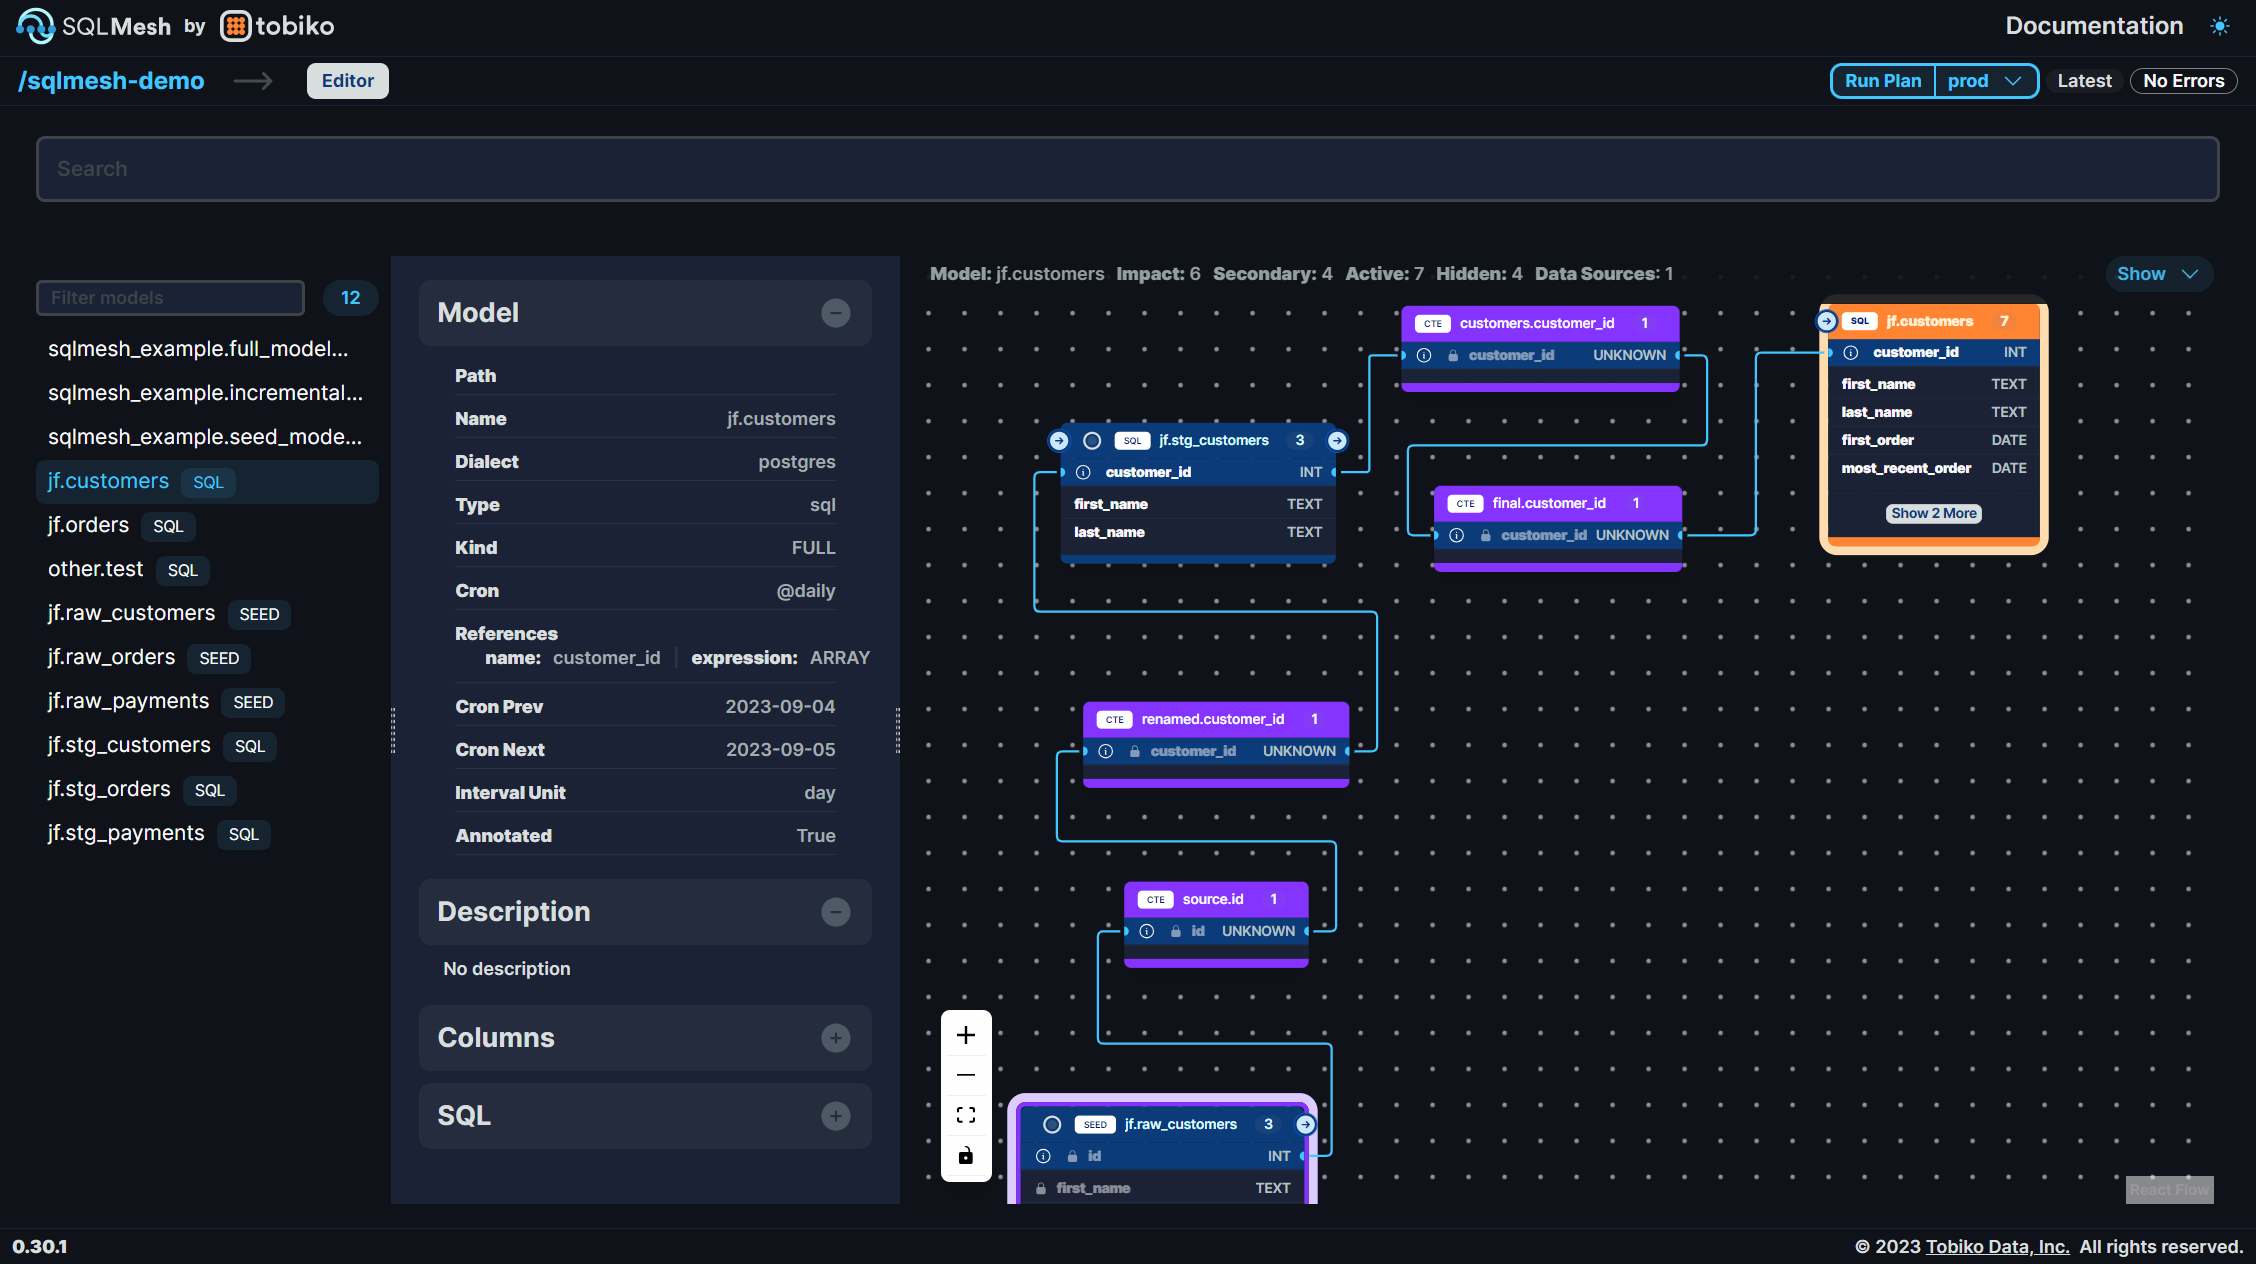 SQLMesh by tobiko
Documentation
/sqlmesh-demo
Editor
Run Plan prod
Latest
No Errors
Search
Filter models
12
sqlmesh_example.full_model...
sqlmesh_example.incremental...
sqlmesh_example.seed_mode...
jf.customers SQL
jf.orders SQL
other.test SQL
jf.raw_customers SEED
jf.raw_orders SEED
jf.raw_payments SEED
jf.stg_customers SQL
jf.stg_orders SQL
jf.stg_payments SQL
Model
Path
Name jf.customers
Dialect postgres
Type sql
Kind FULL
Cron @daily
References
name: customer_id expression: ARRAY
Cron Prev 2023-09-04
Cron Next 2023-09-05
Interval Unit day
Annotated True
Description
No description
Columns
SQL
Model: jf.customers Impact: 6 Secondary: 4 Active: 7 Hidden: 4 Data Sources: 1
Show
CTE customers.customer_id 1
customer_id UNKNOWN
SQL jf.customers 7
customer_id INT
first_name TEXT
last_name TEXT
first_order DATE
most_recent_order DATE
Show 2 More
SQL jf.stg_customers 3
customer_id INT
first_name TEXT
last_name TEXT
CTE final.customer_id 1
customer_id UNKNOWN
CTE renamed.customer_id 1
customer_id UNKNOWN
CTE source.id 1
id UNKNOWN
SEED jf.raw_customers 3
id INT
first_name TEXT
React Flow
0.30.1
© 2023 Tobiko Data, Inc. All rights reserved.